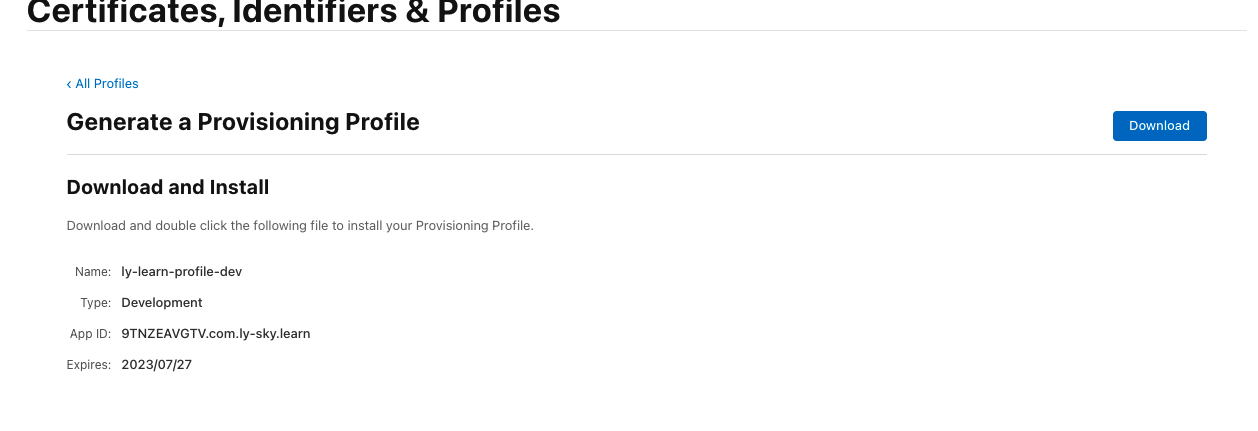 Certificates, Identifiers & Profiles
‹ All Profiles
Generate a Provisioning Profile
Download
Download and Install
Download and double click the following file to install your Provisioning Profile.
Name: ly-learn-profile-dev
Type: Development
App ID: 9TNZEAVGTV.com.ly-sky.learn
Expires: 2023/07/27